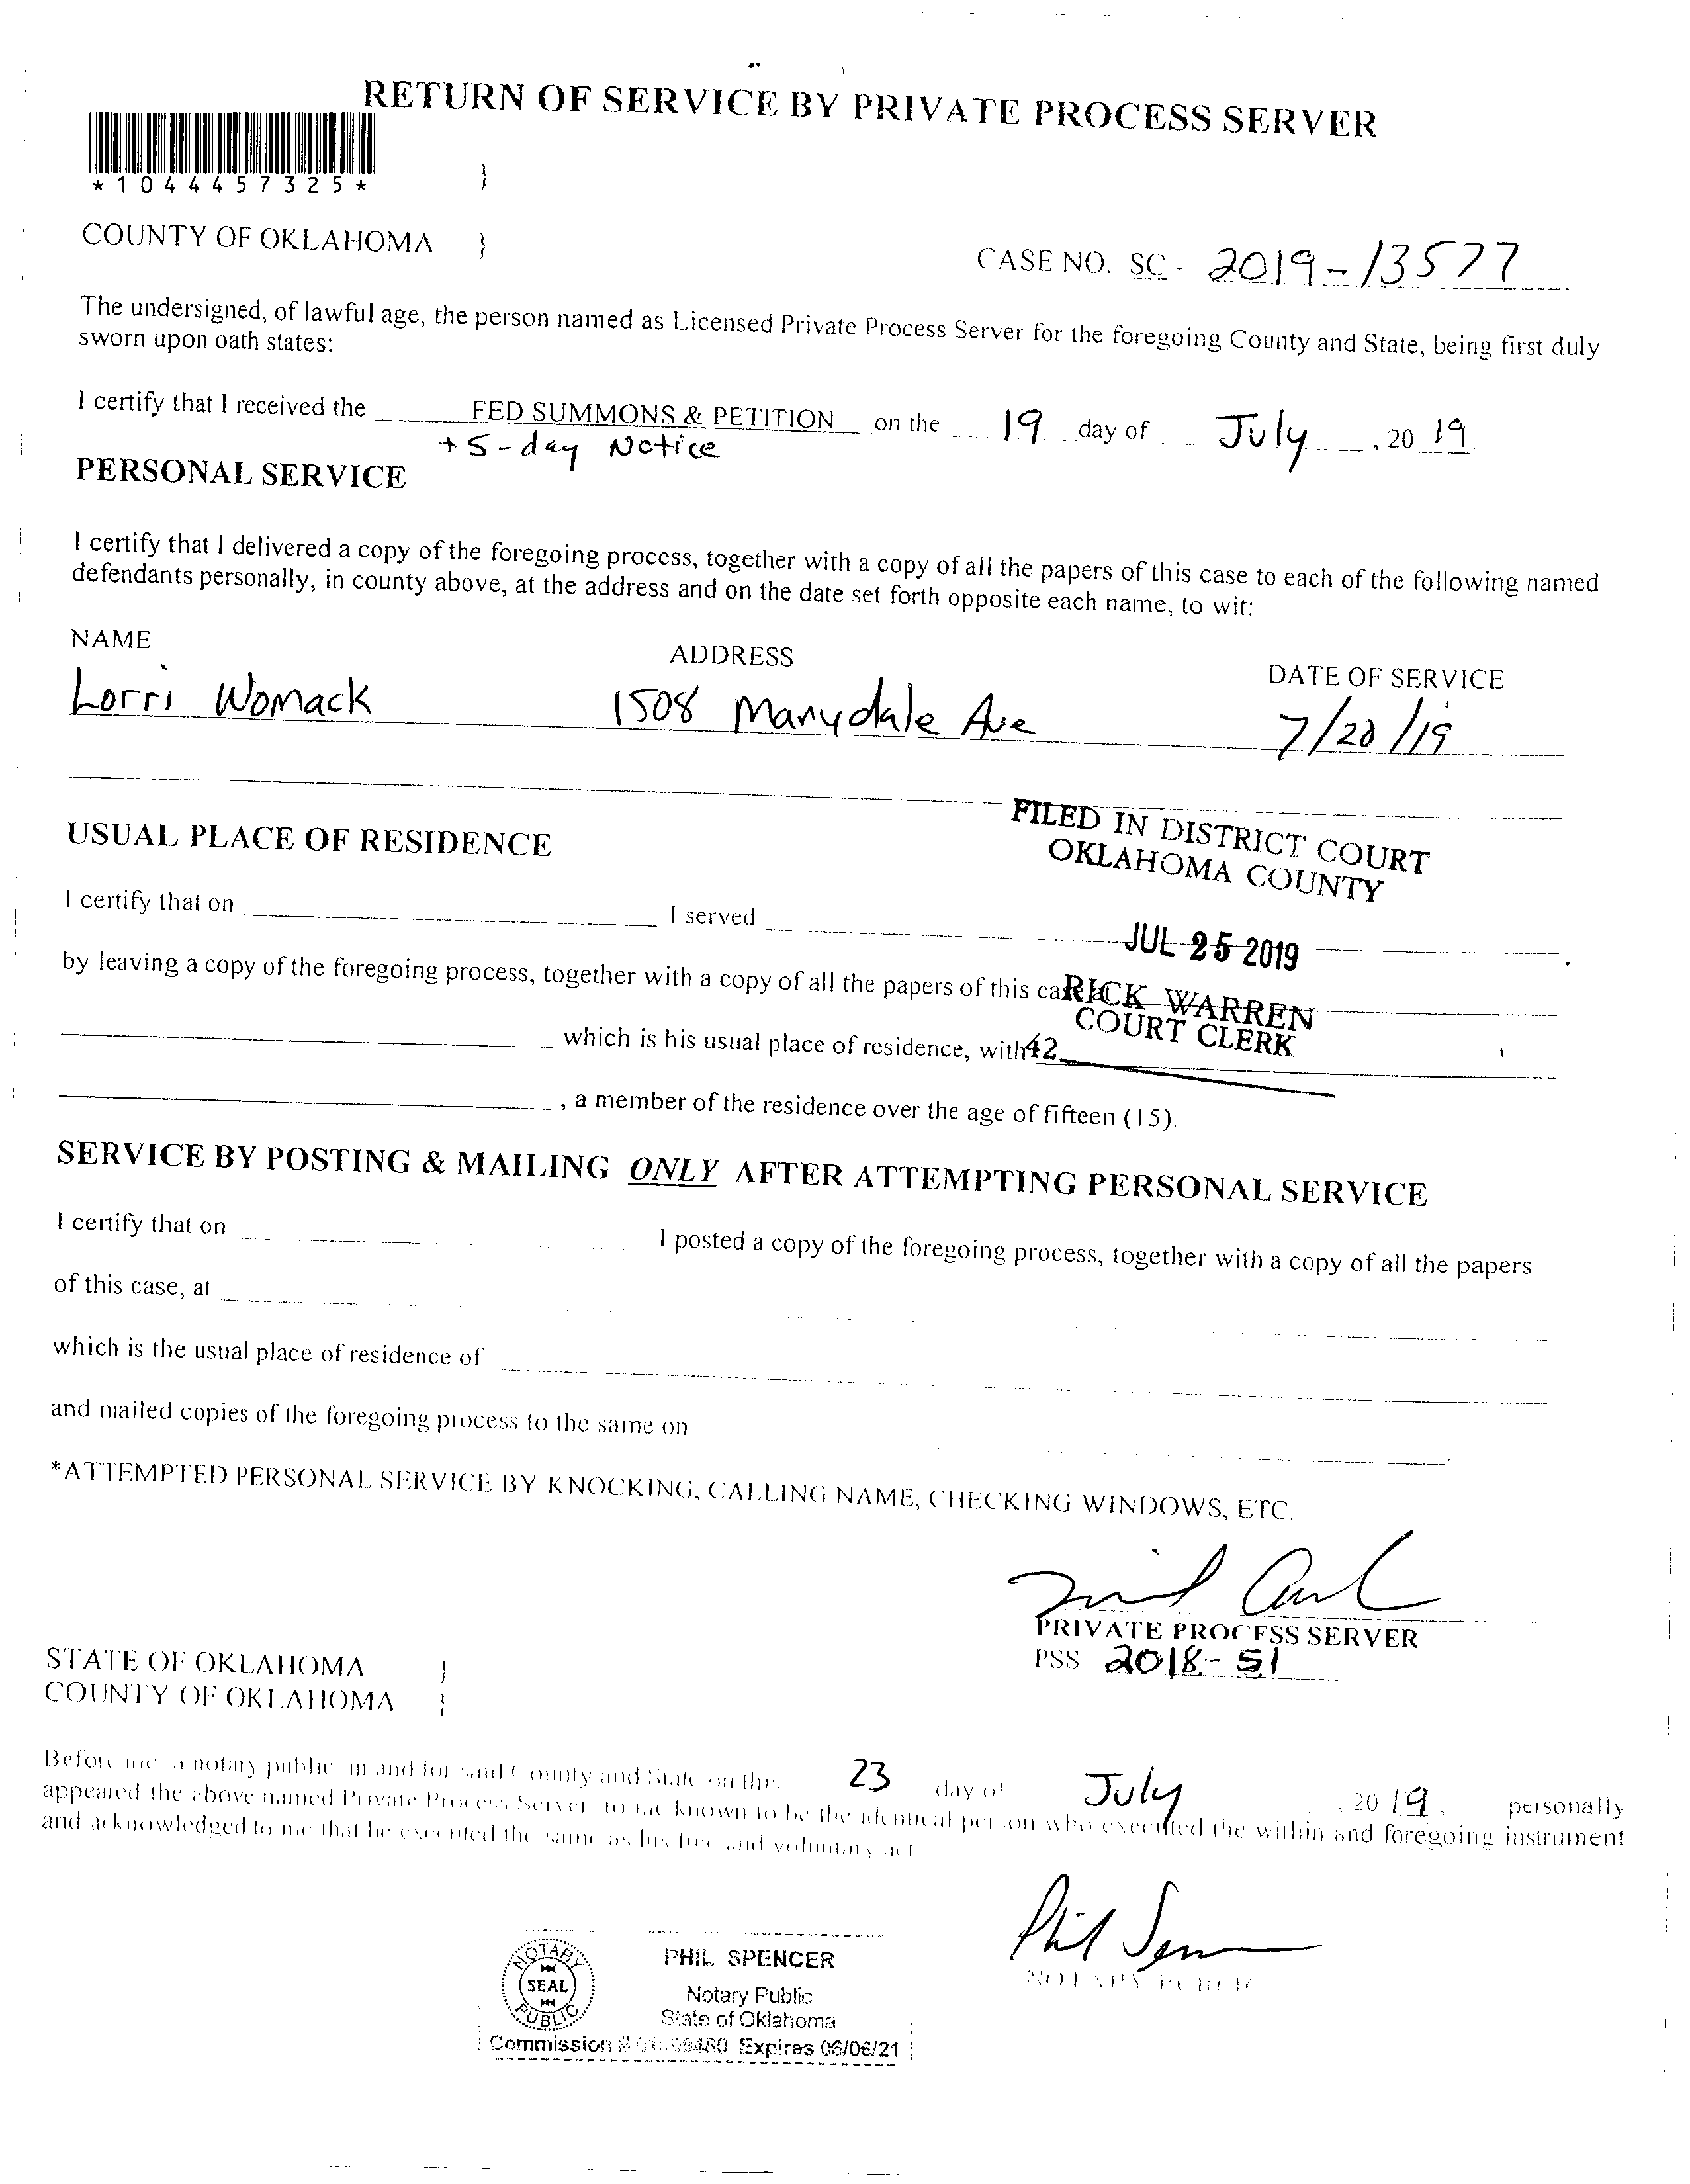 RETURN OF SERVICE BY PRIVATE PROCESS SERVER
*1044457325*
}
COUNTY OF OKLAHOMA }
CASE NO. SC- 2019-13577
The undersigned, of lawful age, the person named as Licensed Private Process Server for the foregoing County and State, being first duly
sworn upon oath states:
I certify that I received the FED SUMMONS & PETITION on the 19 day of July, 20 19
+ 5-day Notice
PERSONAL SERVICE
I certify that I delivered a copy of the foregoing process, together with a copy of all the papers of this case to each of the following named
defendants personally, in county above, at the address and on the date set forth opposite each name, to wit:
NAME ADDRESS DATE OF SERVICE
Lorri Womack 1508 Marydale Ave 7/20/19
FILED IN DISTRICT COURT
OKLAHOMA COUNTY
USUAL PLACE OF RESIDENCE
I certify that on I served
JUL 25 2019
by leaving a copy of the foregoing process, together with a copy of all the papers of this
RICK WARREN
COURT CLERK
which is his usual place of residence, with
42
, a member of the residence over the age of fifteen (15).
SERVICE BY POSTING & MAILING ONLY AFTER ATTEMPTING PERSONAL SERVICE
I certify that on I posted a copy of the foregoing process, together with a copy of all the papers
of this case, at
which is the usual place of residence of
and mailed copies of the foregoing process to the same on
*ATTEMPTED PERSONAL SERVICE BY KNOCKING, CALLING NAME, CHECKING WINDOWS, ETC.
PRIVATE PROCESS SERVER
PSS 2018-51
STATE OF OKLAHOMA }
COUNTY OF OKLAHOMA }
Before me a notary public in and for said County and State on this 23 day of July, 20 19, personally
appeared the above named Private Process Server to me known to be the identical person who executed the within and foregoing instrument
and acknowledged to me that he executed the same as his free and voluntary act
Phil Spencer
NOTARY PUBLIC
NOTARY
SEAL
PUBLIC
PHIL SPENCER
Notary Public
State of Oklahoma
Commission # Expires 06/06/21